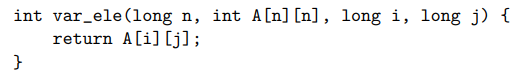 int var_ele(long n, int A[n][n], long i, long j) {
    return A[i][j];
}